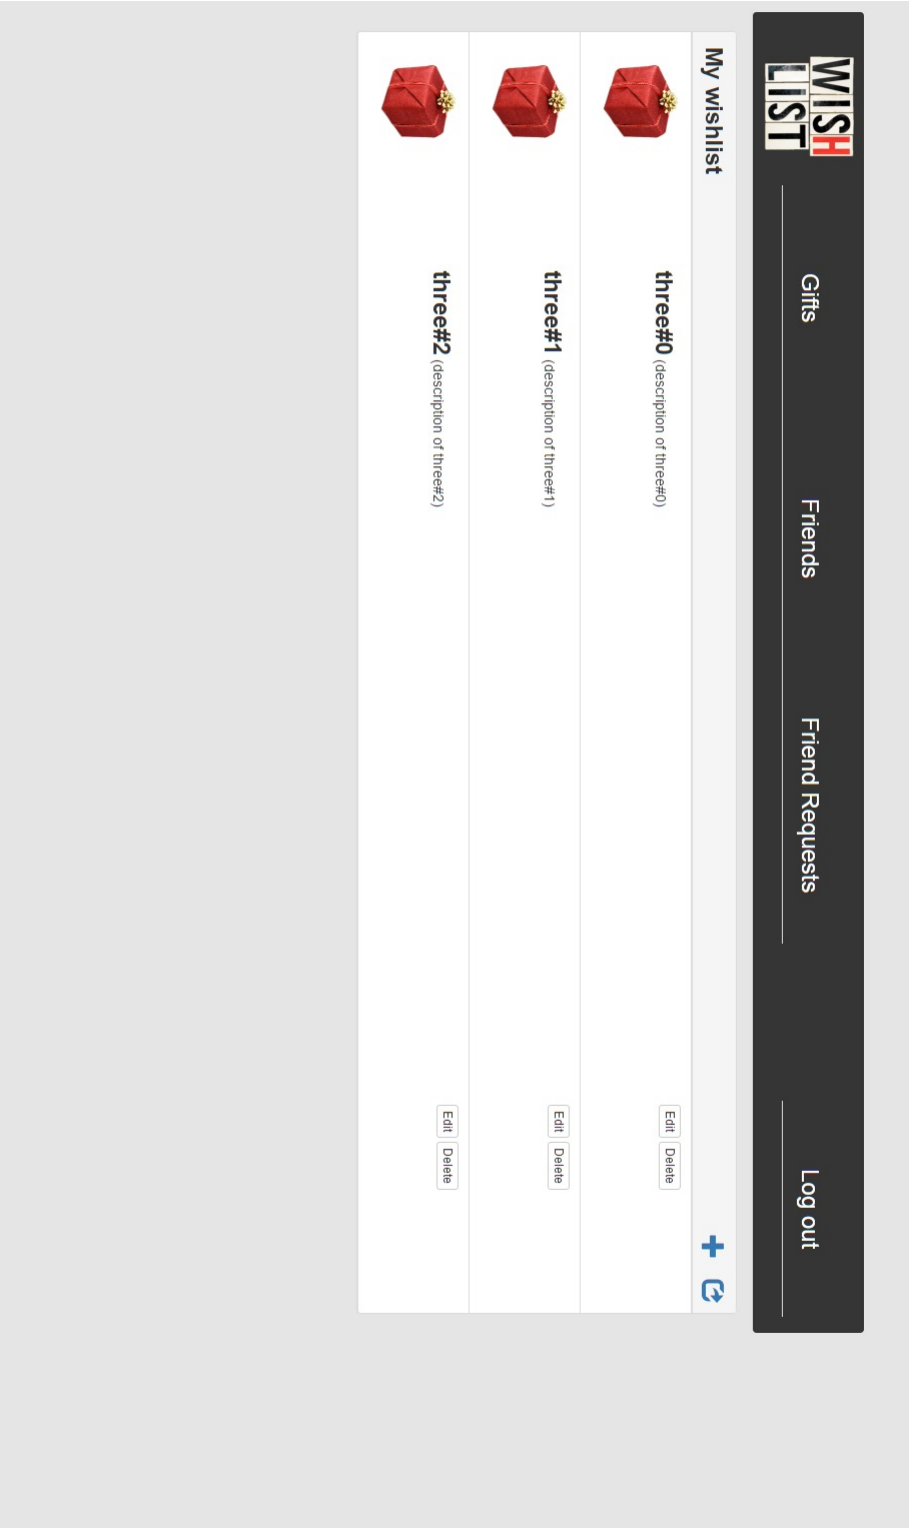 WISH
LIST
Gifts
Friends
Friend Requests
Log out
My wishlist
three#0 (description of three#0)
Edit
Delete
three#1 (description of three#1)
Edit
Delete
three#2 (description of three#2)
Edit
Delete